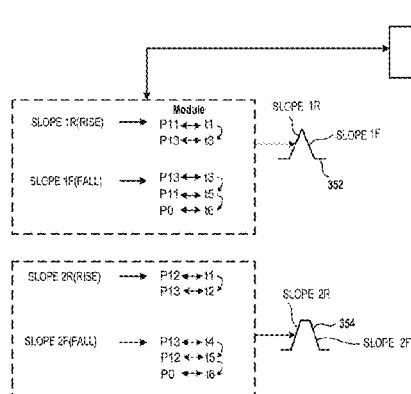 Module
SLOPE 1R(RISE) P11 t1
P13 t3
SLOPE 1F(FALL) P13 t3
P11 t5
P0 t6
SLOPE 1R
SLOPE 1F
352
SLOPE 2R(RISE) P12 t1
P13 t2
SLOPE 2F(FALL) P13 t4
P12 t5
P0 t6
SLOPE 2R
354
SLOPE 2F